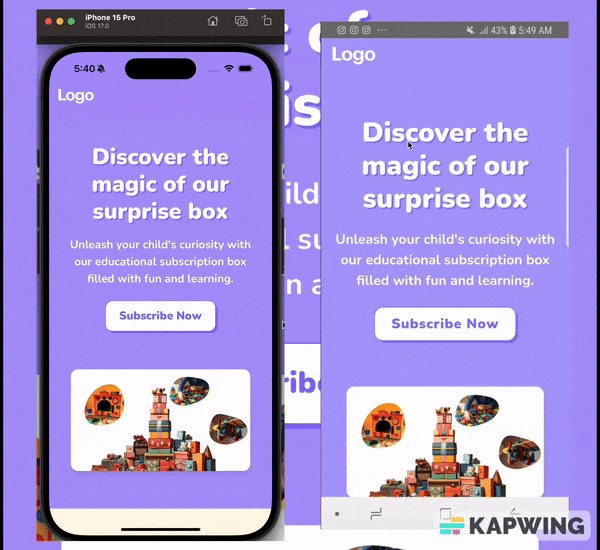 iPhone 15 Pro
iOS 17.0
5:40
Logo
Discover the
magic of our
surprise box
Unleash your child's curiosity with
our educational subscription box
filled with fun and learning.
Subscribe Now
43% 5:49 AM
Logo
Discover the
magic of our
surprise box
Unleash your child's curiosity with
our educational subscription box
filled with fun and learning.
Subscribe Now
of
KAPWING